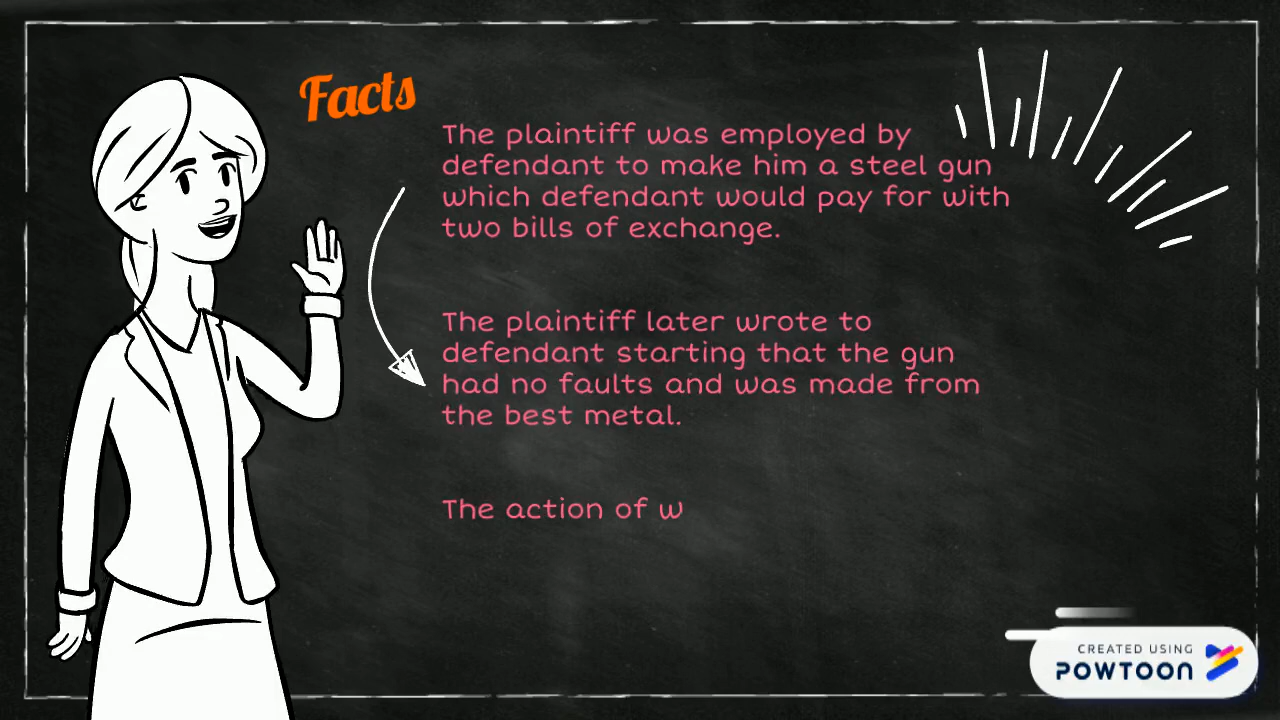 Facts
The plaintiff was employed by
defendant to make him a steel gun
which defendant would pay for with
two bills of exchange.
The plaintiff later wrote to
defendant starting that the gun
had no faults and was made from
the best metal.
The action of w
CREATED USING
POWTOON